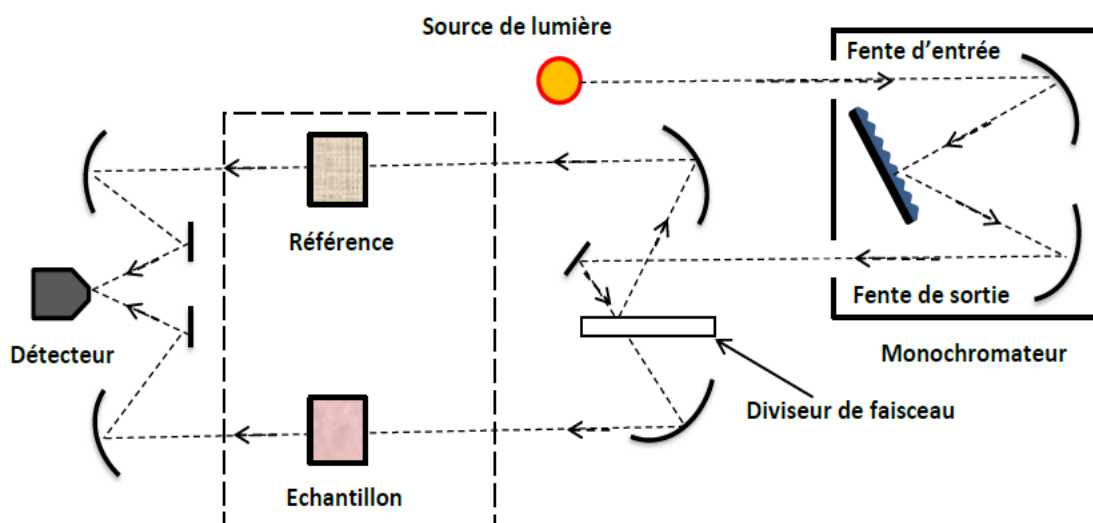 Source de lumière
Fente d'entrée
Référence
Fente de sortie
Détecteur
Monochromateur
Diviseur de faisceau
Echantillon